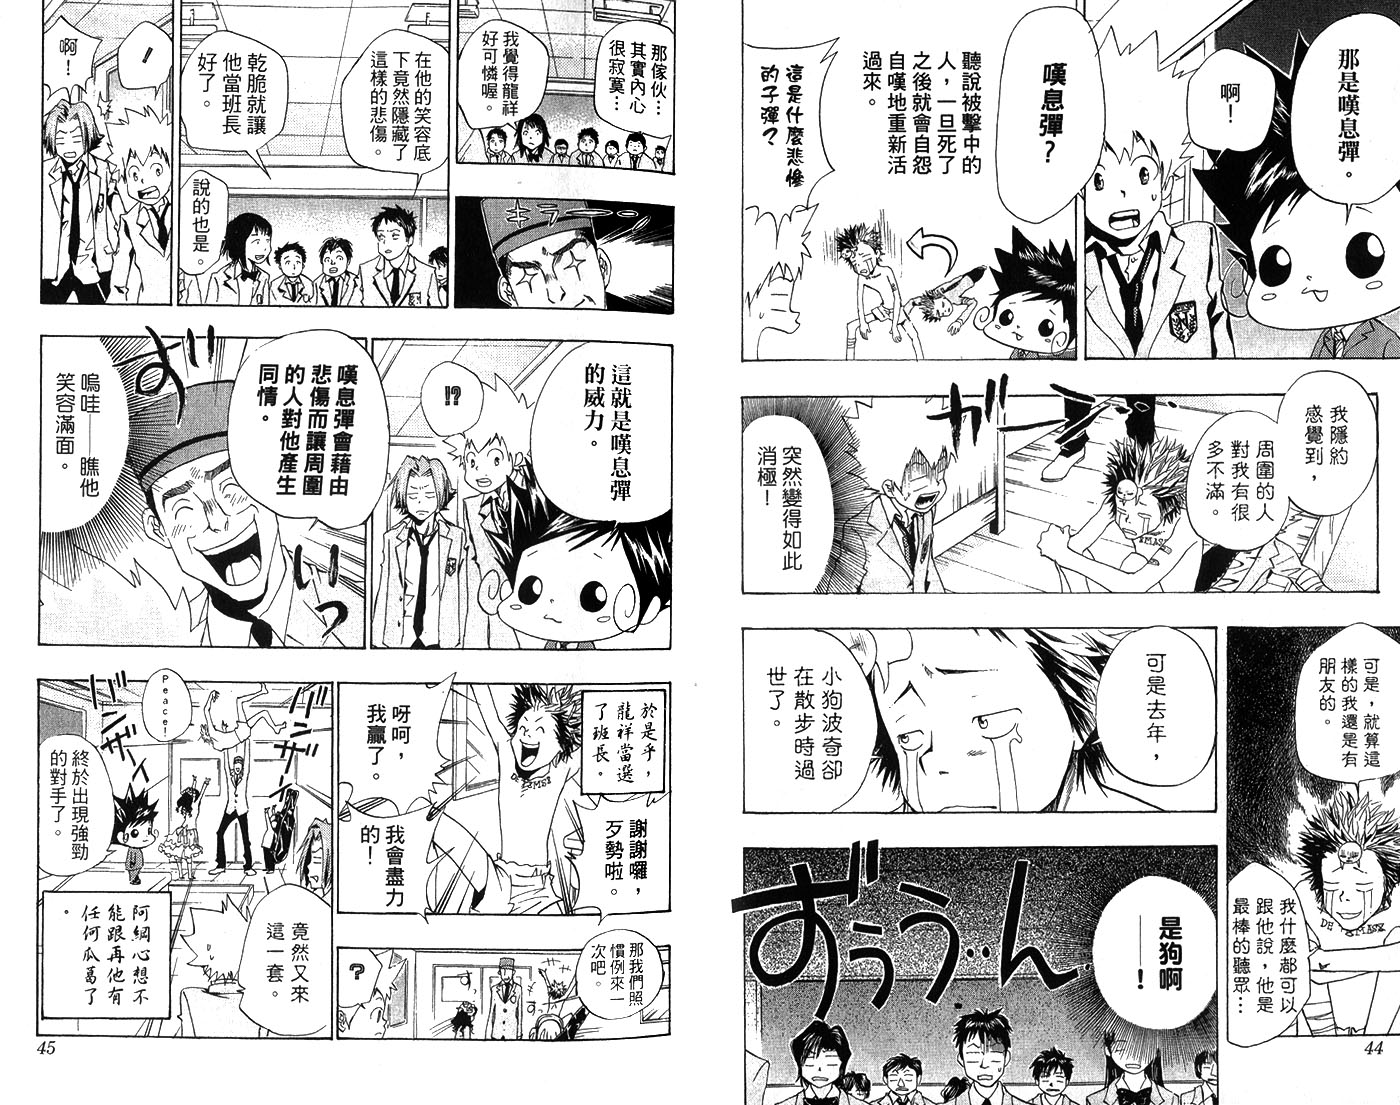 那是嘆息彈。
啊！
嘆息彈？
聽說被擊中的
人，一旦死了
之後就會自怨
自嘆地重新活
過來。
這是什麼悲慘
的子彈？
我隱約
感覺到，
周圍的人
對我有很
多不滿。
突然變得如此
消極！
可是，就算這
樣的我還是有
朋友的。
我什麼都可以
跟他說，他是
最棒的聽眾…
可是去年，
小狗波奇卻
在散步時過
世了。
是狗啊
——！
ずぅうう…ん
44
那傢伙…
其實內心
很寂寞…
我覺得龍祥
好可憐喔。
キラーーン
在他的笑容底
下竟然隱藏了
這樣的悲傷。
乾脆就讓
他當班長
好了。
說的也是。
！
啊！
這就是嘆息彈
的威力。
！？
嘆息彈會藉由
悲傷而讓周圍
的人對他產生
同情。
嗚哇——瞧他
笑容滿面。
於是乎，
龍祥當選
了班長。
謝謝囉，
歹勢啦。
呀呵，
我贏了。
我會盡力
的！
那我們照
慣例來一
次吧。
？
Peace!
終於出現強勁
的對手了。
竟然又來
這一套。
阿綱心想不
能跟再他有
任何瓜葛了
。
45